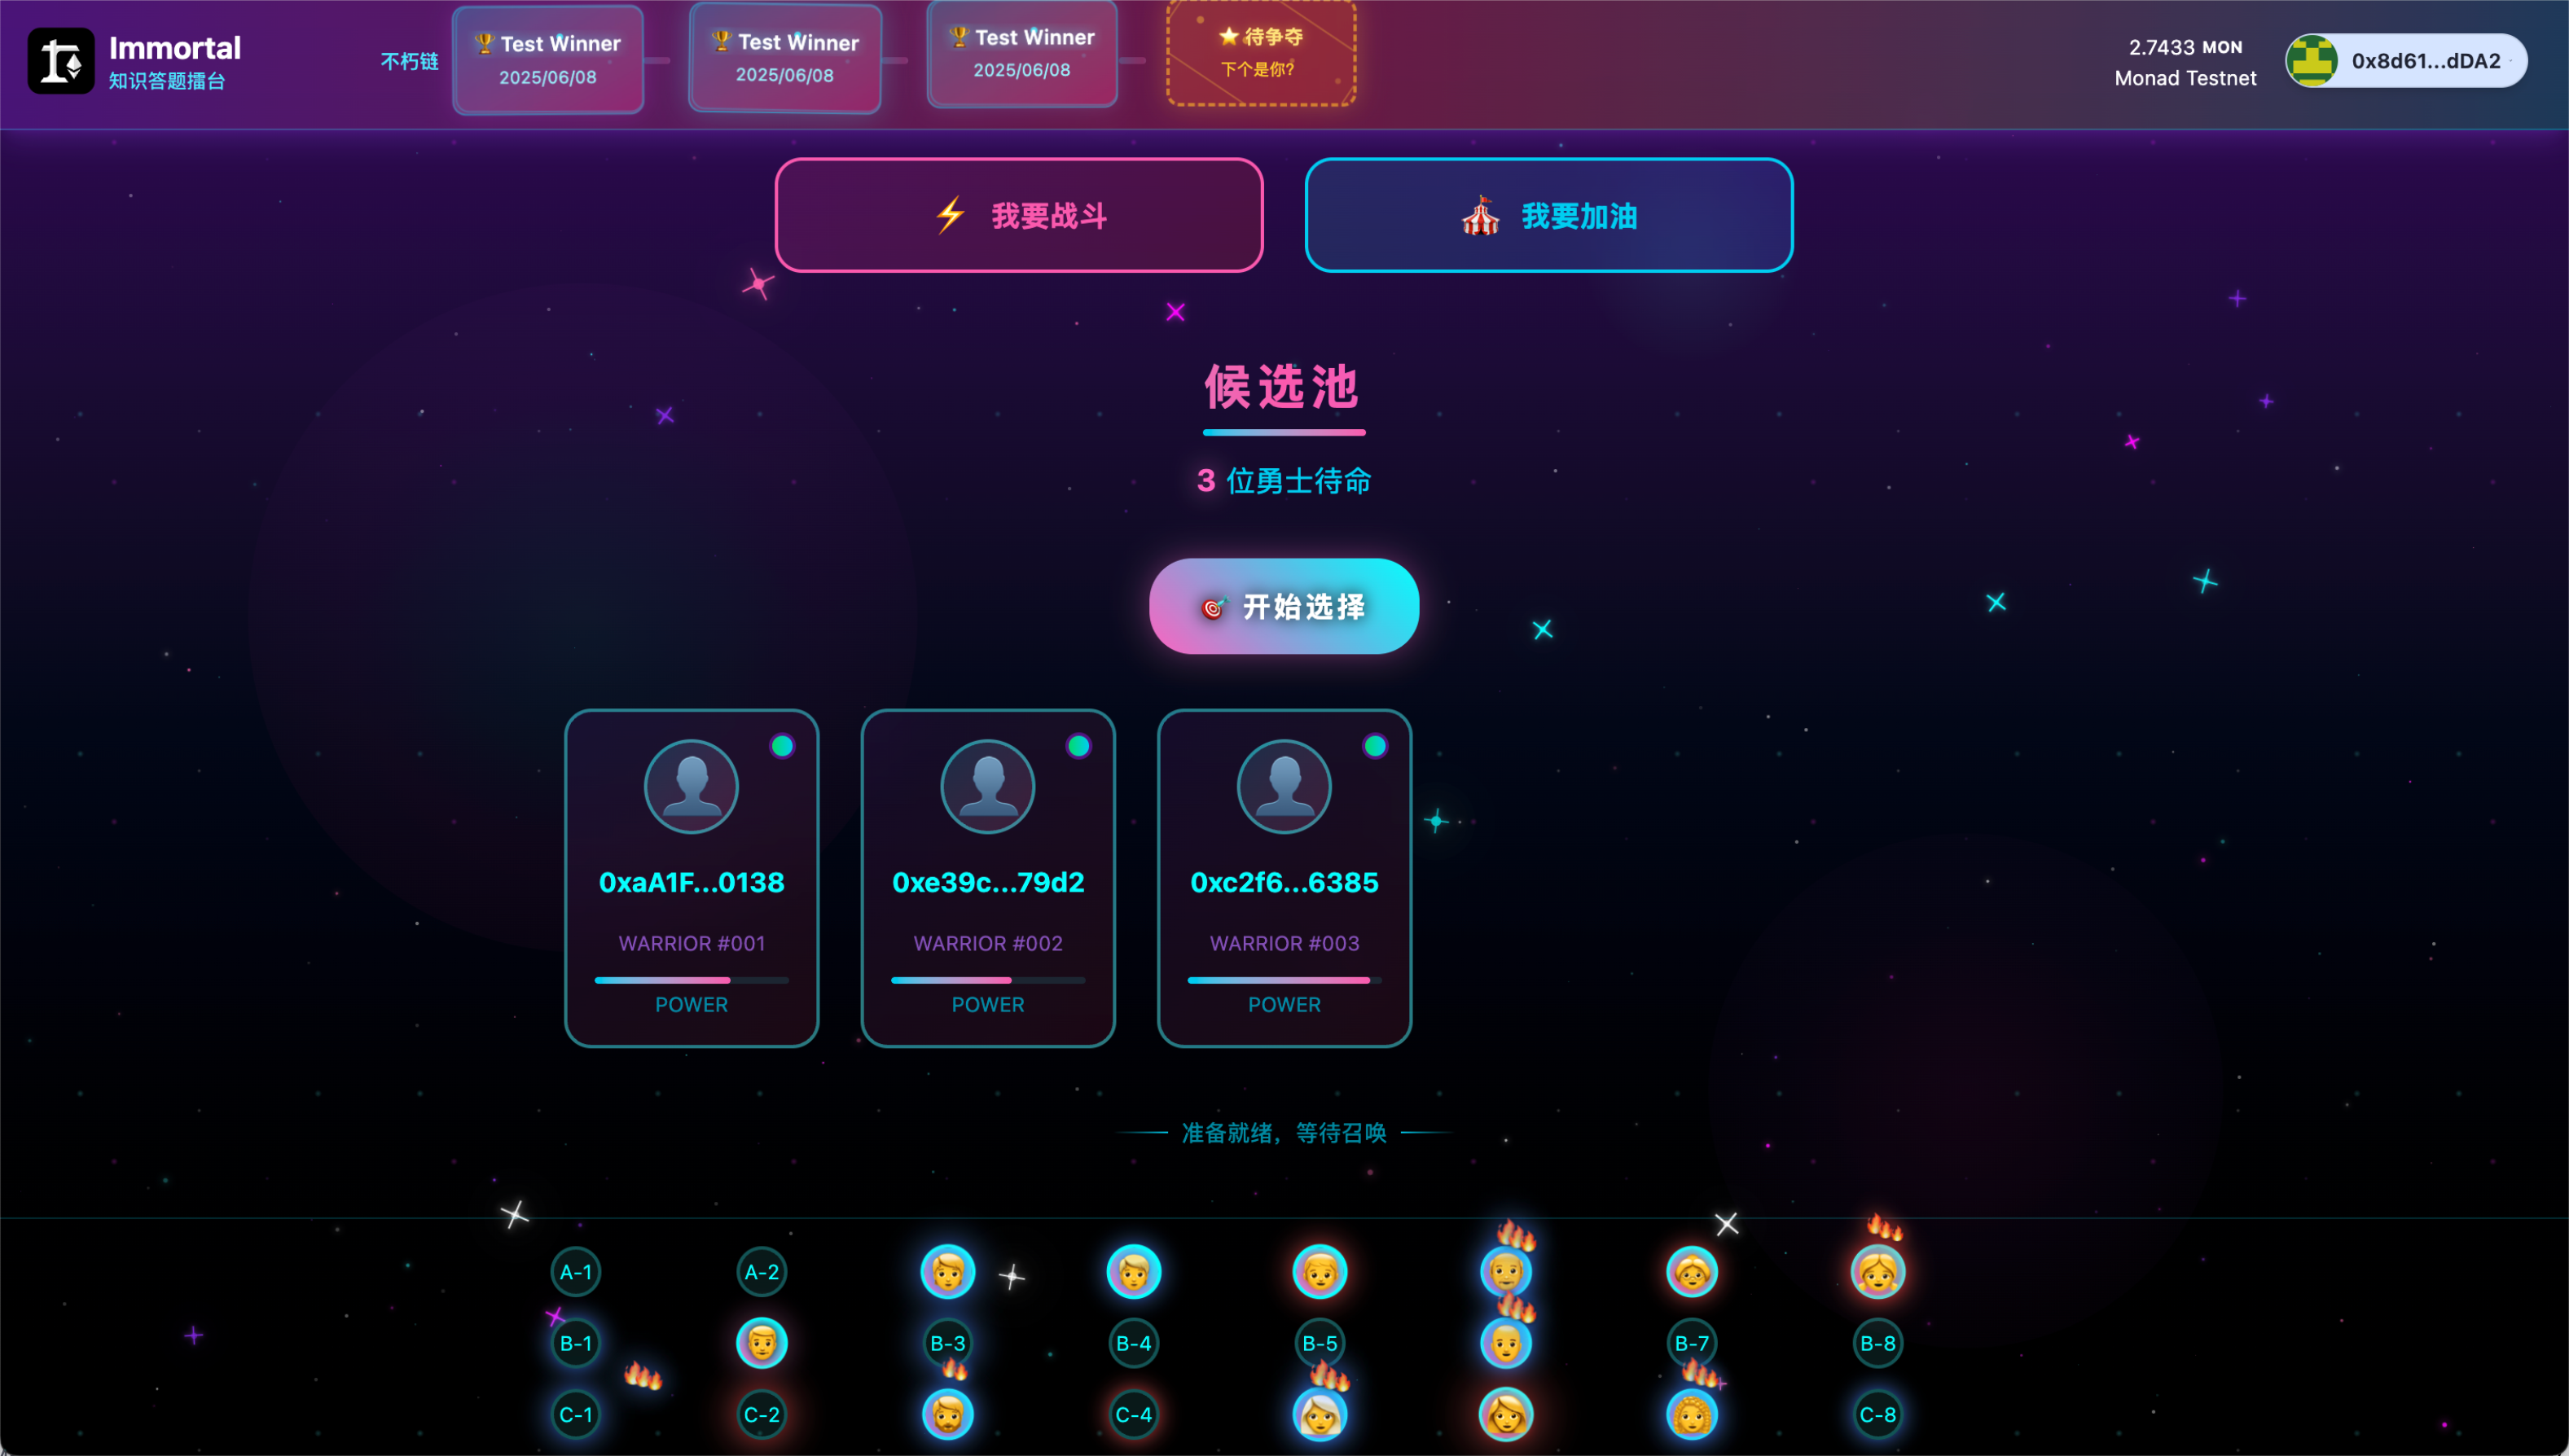 Immortal
知识答题擂台
不朽链
🏆 Test Winner
2025/06/08
🏆 Test Winner
2025/06/08
🏆 Test Winner
2025/06/08
⭐ 待争夺
下个是你?
2.7433 MON
Monad Testnet
0x8d61...dDA2
⚡ 我要战斗
🎪 我要加油
候选池
3 位勇士待命
🎯 开始选择
0xaA1F...0138
WARRIOR #001
POWER
0xe39c...79d2
WARRIOR #002
POWER
0xc2f6...6385
WARRIOR #003
POWER
准备就绪，等待召唤
A-1 A-2
B-1 B-3 B-4 B-5 B-7 B-8
C-1 C-2 C-4 C-8